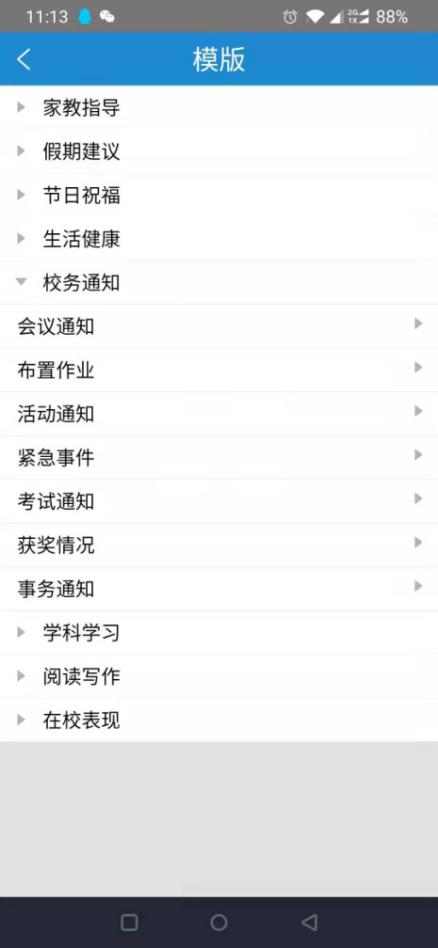 11:13 2G 1X 88%
模版
家教指导
假期建议
节日祝福
生活健康
校务通知
会议通知
布置作业
活动通知
紧急事件
考试通知
获奖情况
事务通知
学科学习
阅读写作
在校表现